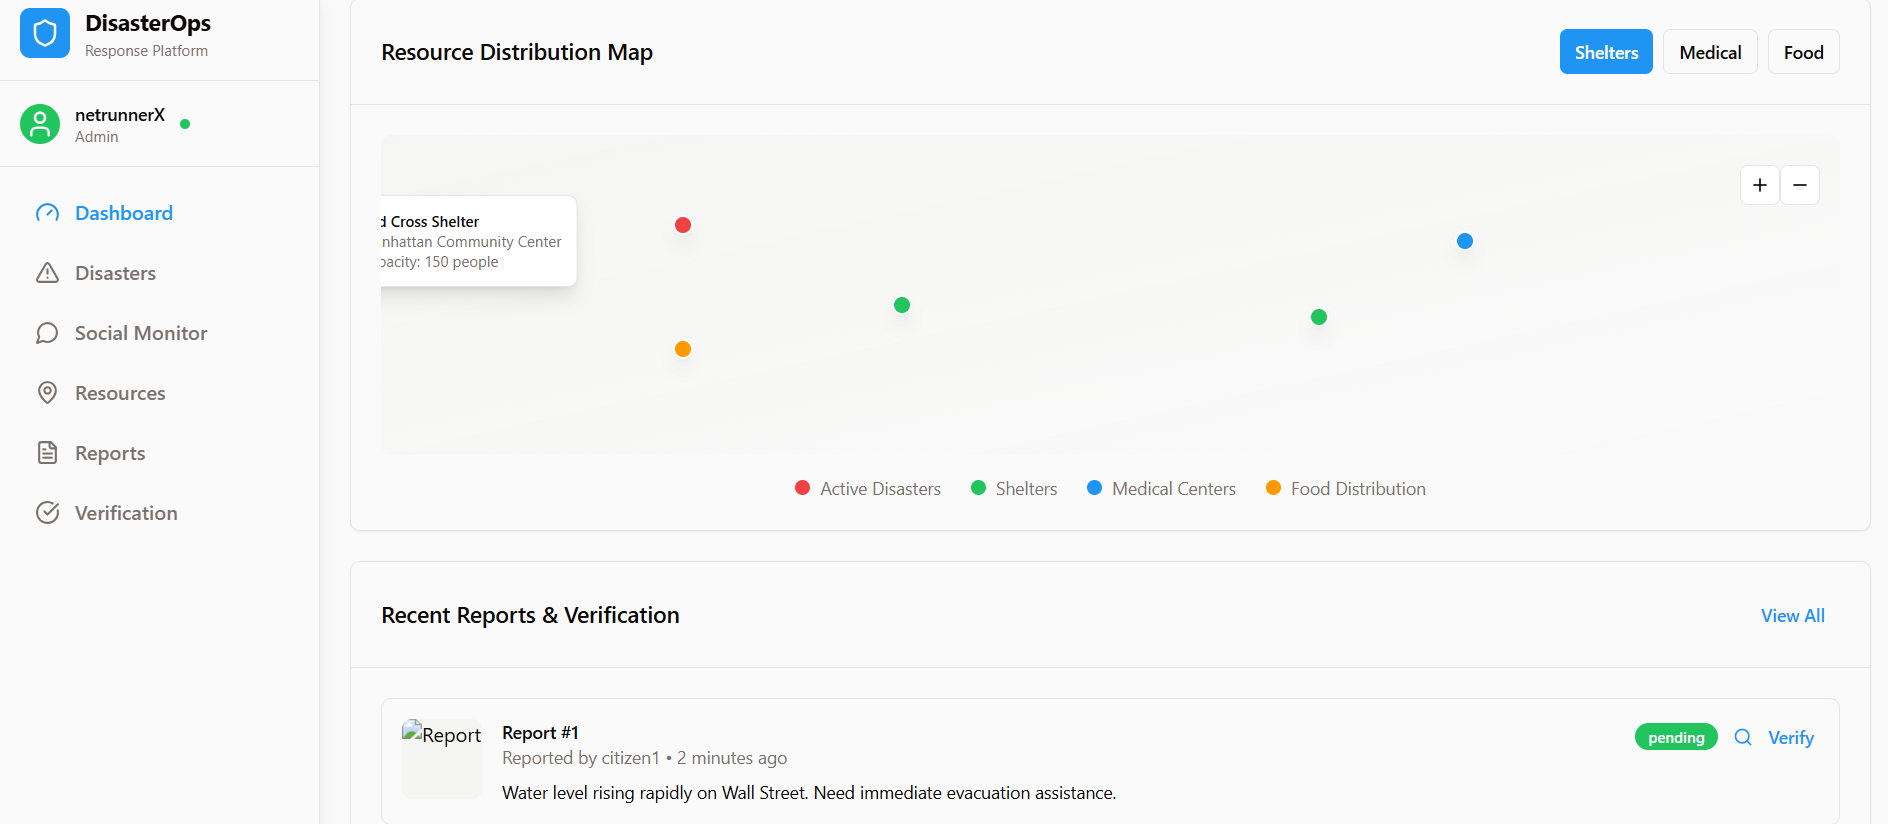 DisasterOps
Response Platform
netrunnerX
Admin
Dashboard
Disasters
Social Monitor
Resources
Reports
Verification
Resource Distribution Map
Shelters
Medical
Food
d Cross Shelter
nhattan Community Center
pacity: 150 people
Active Disasters
Shelters
Medical Centers
Food Distribution
Recent Reports & Verification
View All
Report
Report #1
Reported by citizen1 • 2 minutes ago
Water level rising rapidly on Wall Street. Need immediate evacuation assistance.
pending
Verify